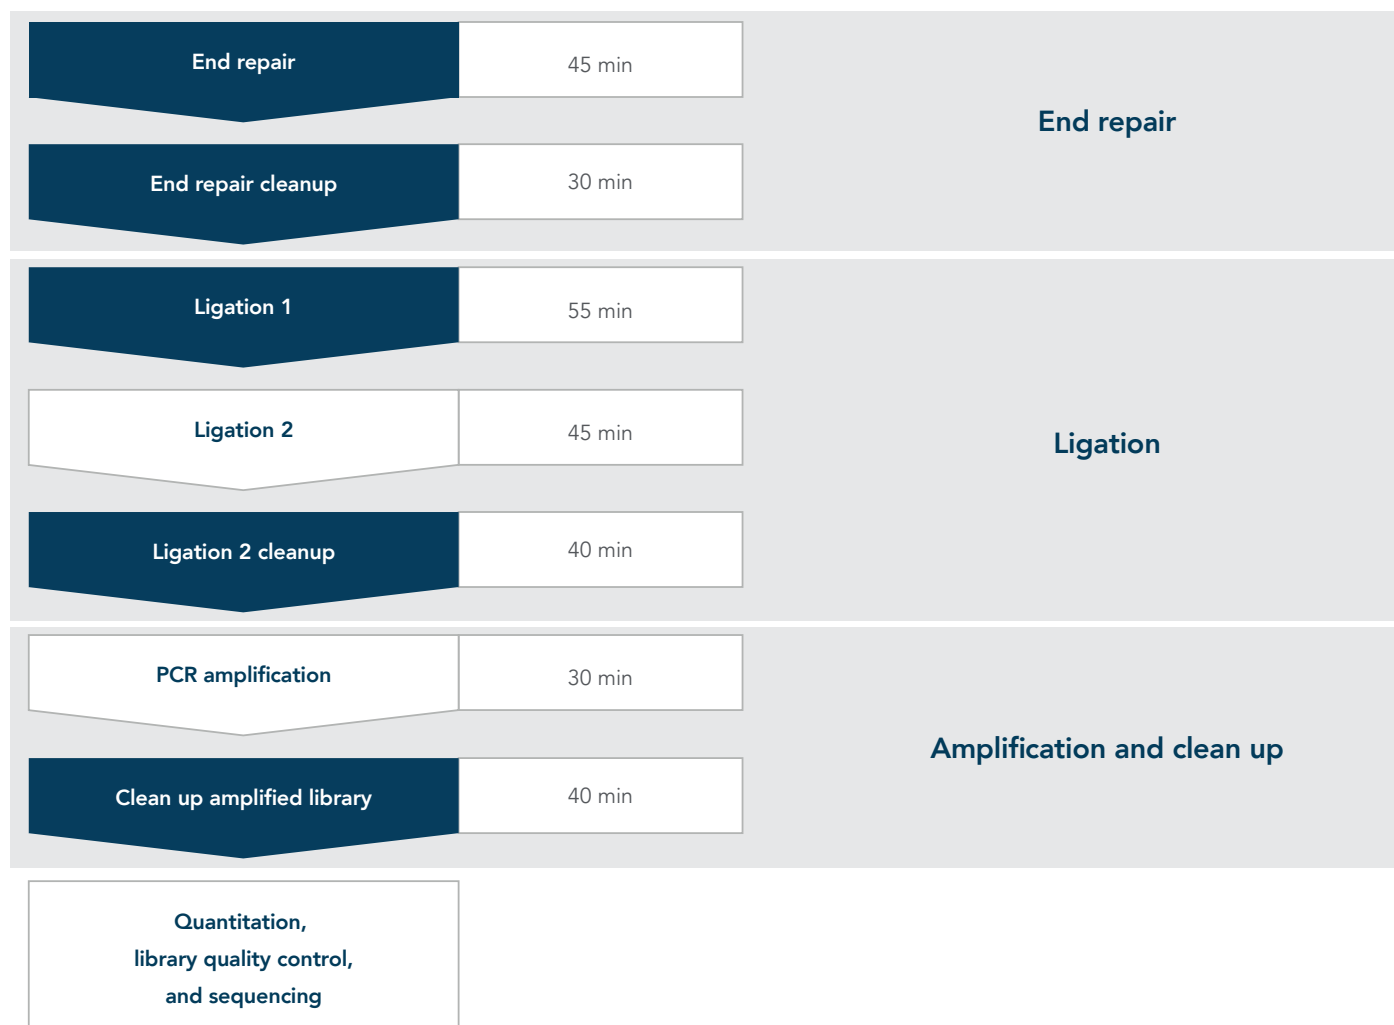 End repair
45 min
End repair
End repair cleanup
30 min
Ligation 1
55 min
Ligation 2
45 min
Ligation
Ligation 2 cleanup
40 min
PCR amplification
30 min
Amplification and clean up
Clean up amplified library
40 min
Quantitation,
library quality control,
and sequencing